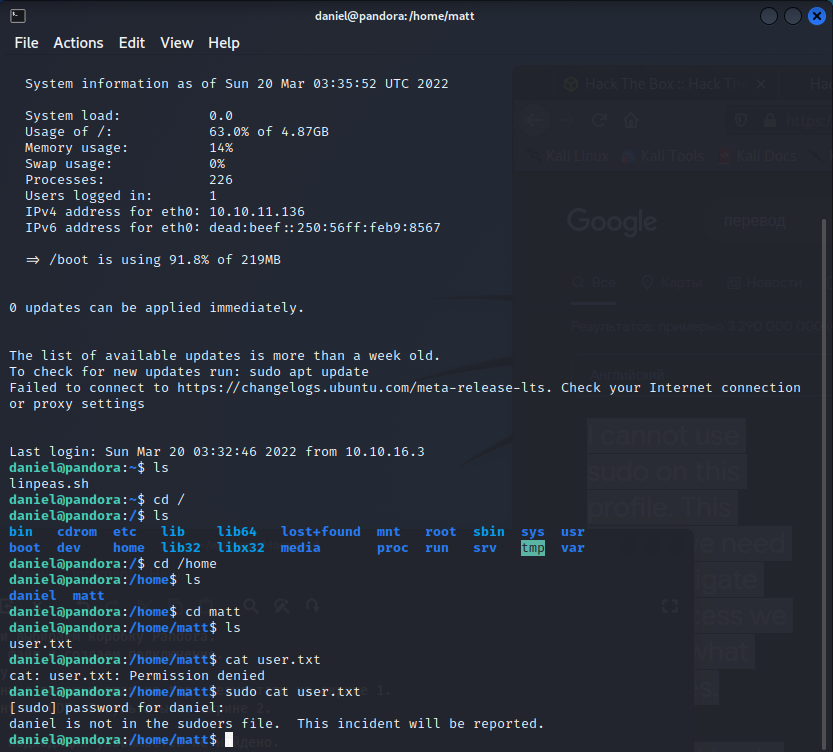 daniel@pandora: /home/matt
File Actions Edit View Help
System information as of Sun 20 Mar 03:35:52 UTC 2022
System load: 0.0
Usage of /: 63.0% of 4.87GB
Memory usage: 14%
Swap usage: 0%
Processes: 226
Users logged in: 1
IPv4 address for eth0: 10.10.11.136
IPv6 address for eth0: dead:beef::250:56ff:feb9:8567
=> /boot is using 91.8% of 219MB
0 updates can be applied immediately.
The list of available updates is more than a week old.
To check for new updates run: sudo apt update
Failed to connect to https://changelogs.ubuntu.com/meta-release-lts. Check your Internet connection
or proxy settings
Last login: Sun Mar 20 03:32:46 2022 from 10.10.16.3
daniel@pandora:~$ ls
linpeas.sh
daniel@pandora:~$ cd /
daniel@pandora:/$ ls
bin cdrom etc lib lib64 lost+found mnt root sbin sys usr
boot dev home lib32 libx32 media proc run srv tmp var
daniel@pandora:/$ cd /home
daniel@pandora:/home$ ls
daniel matt
daniel@pandora:/home$ cd matt
daniel@pandora:/home/matt$ ls
user.txt
daniel@pandora:/home/matt$ cat user.txt
cat: user.txt: Permission denied
daniel@pandora:/home/matt$ sudo cat user.txt
[sudo] password for daniel:
daniel is not in the sudoers file. This incident will be reported.
daniel@pandora:/home/matt$
Hack The Box :: Hack The
Kali Linux Kali Tools Kali Docs
Google
перевод
Все Карты Новости
Английский
I cannot use
sudo on this
profile. This
need